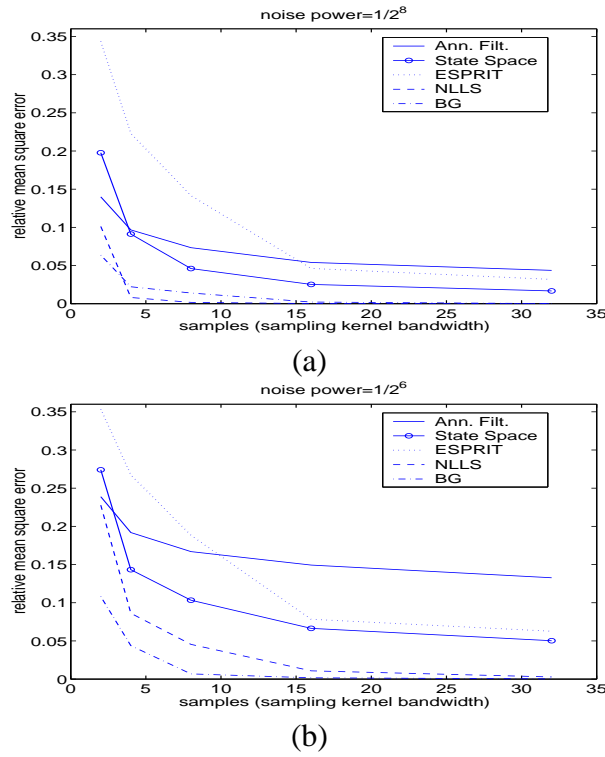 noise power=1/2^8
0.35
0.3
0.25
0.2
0.15
0.1
0.05
0
relative mean square error
Ann. Filt.
State Space
ESPRIT
NLLS
BG
0 5 10 15 20 25 30 35
samples (sampling kernel bandwidth)
(a)
noise power=1/2^6
0.35
0.3
0.25
0.2
0.15
0.1
0.05
0
relative mean square error
Ann. Filt.
State Space
ESPRIT
NLLS
BG
0 5 10 15 20 25 30 35
samples (sampling kernel bandwidth)
(b)